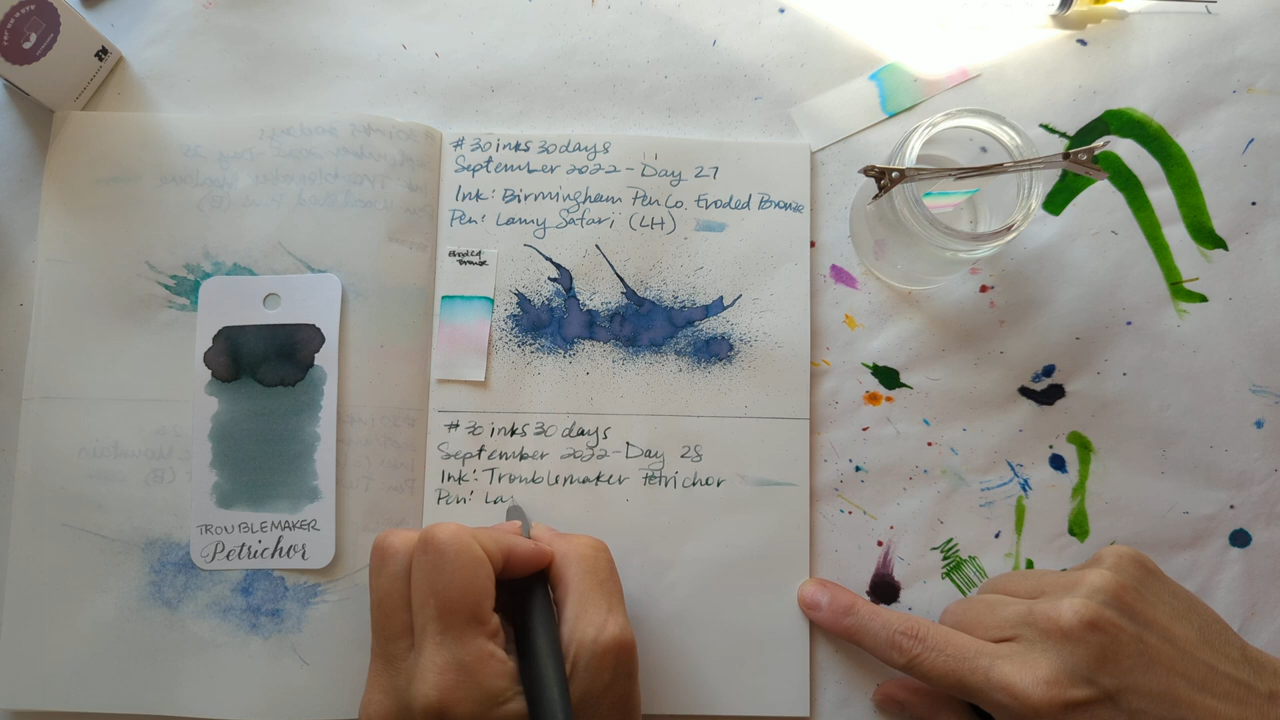 #30inks30days
September 2022-Day 27
Ink: Birmingham Pen Co. Eroded Bronze
Pen: Lamy Safari (LH)
Eroded
Bronze
#30inks30days
September 2022-Day 28
Ink: Troublemaker Petrichor
Pen: La
TROUBLEMAKER
Petrichor